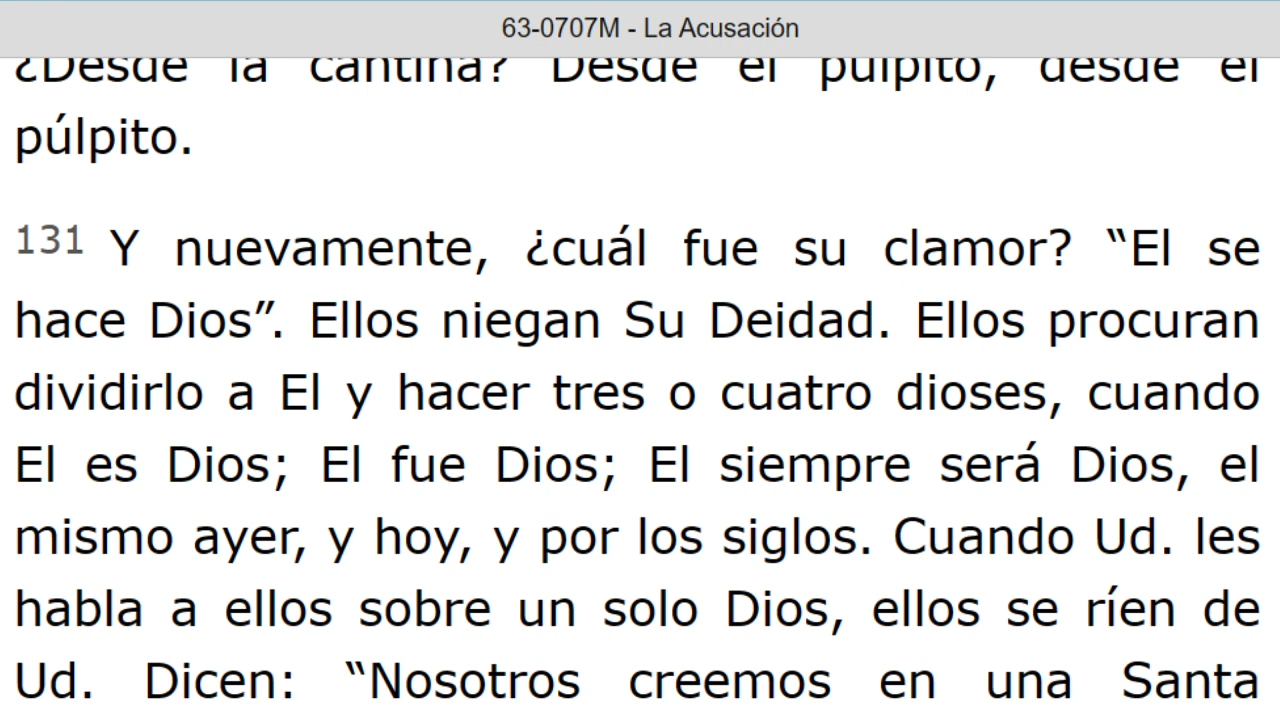 63-0707M - La Acusación
¿Desde la cantina? Desde el púlpito, desde el
púlpito.
131 Y nuevamente, ¿cuál fue su clamor? “El se
hace Dios”. Ellos niegan Su Deidad. Ellos procuran
dividirlo a El y hacer tres o cuatro dioses, cuando
El es Dios; El fue Dios; El siempre será Dios, el
mismo ayer, y hoy, y por los siglos. Cuando Ud. les
habla a ellos sobre un solo Dios, ellos se ríen de
Ud. Dicen: “Nosotros creemos en una Santa